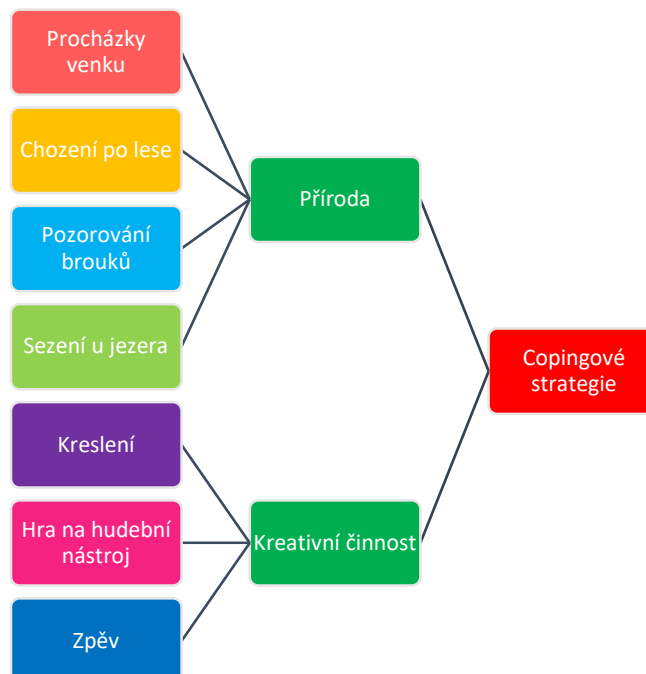 Procházky
venku
Chození po lese
Pozorování
brouků
Sezení u jezera
Kreslení
Hra na hudební
nástroj
Zpěv
Příroda
Kreativní činnost
Copingové
strategie